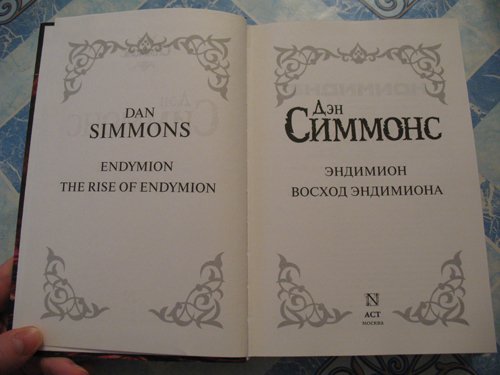 DAN
SIMMONS
ENDYMION
THE RISE OF ENDYMION
Дэн
Симмонс
ЭНДИМИОН
ВОСХОД ЭНДИМИОНА
N
АСТ
МОСКВА